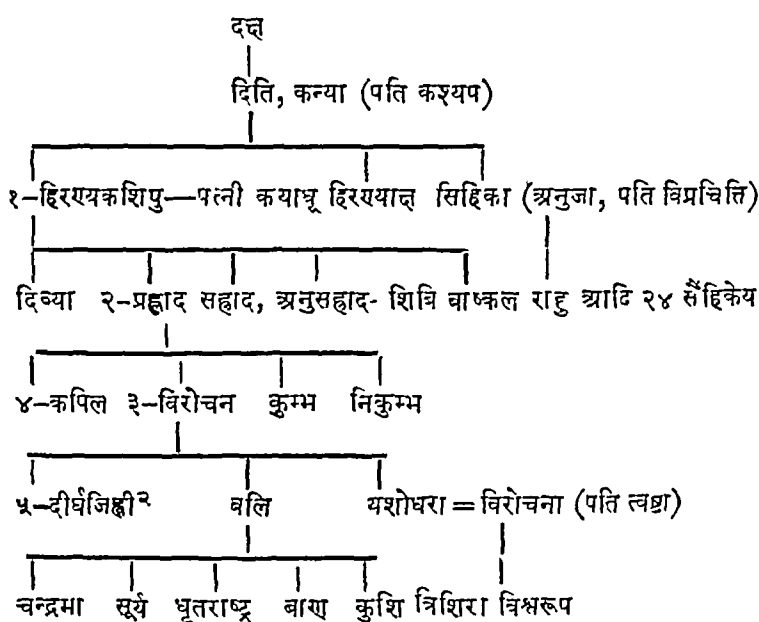 दक्ष
दिति, कन्या (पति कश्यप)
१–हिरण्यकशिपु—पत्नी कयाधू हिरण्याक्ष सिंहिका (अनुजा, पति विप्रचित्ति)
दिव्या २–प्रह्लाद सह्राद, अनुसह्राद- शिबि वाष्कल राहु आदि २४ सैंहिकेय
४–कपिल ३–विरोचन कुम्भ निकुम्भ
५–दीर्घजिह्वी२ बलि यशोधरा = विरोचना (पति त्वष्टा)
चन्द्रमा सूर्य धृतराष्ट्र बाण कुशि त्रिशिरा विश्वरूप